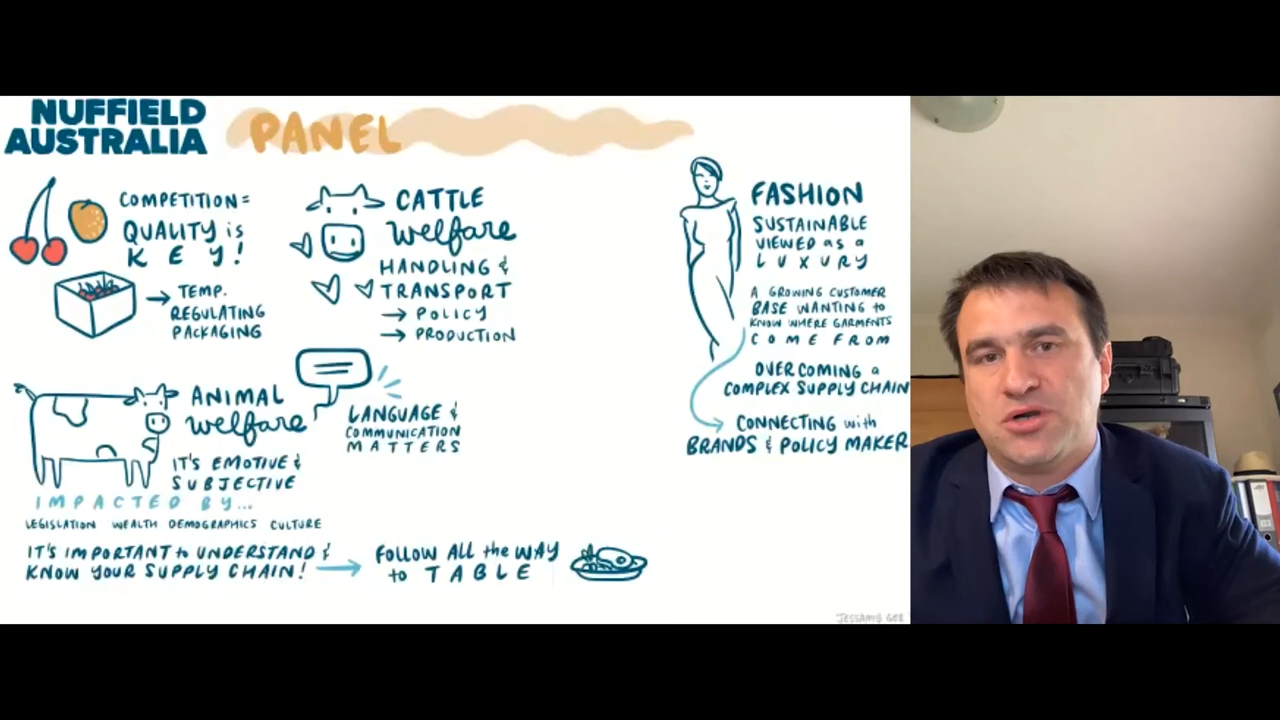 NUFFIELD
AUSTRALIA
PANEL
COMPETITION =
QUALITY is
KEY!
TEMP.
REGULATING
PACKAGING
CATTLE
welfare
HANDLING &
TRANSPORT
→ POLICY
→ PRODUCTION
ANIMAL
welfare
IT'S EMOTIVE &
SUBJECTIVE
LANGUAGE &
COMMUNICATION
MATTERS
IMPACTED BY...
LEGISLATION WEALTH DEMOGRAPHICS CULTURE
IT'S IMPORTANT to UNDERSTAND &
KNOW YOUR SUPPLY CHAIN!
FOLLOW ALL the WAY
to TABLE
FASHION
SUSTAINABLE
VIEWED as a
LUXURY
A GROWING CUSTOMER
BASE WANTING to
KNOW WHERE GARMENTS
COME FROM
OVERCOMING a
COMPLEX SUPPLY CHAIN
CONNECTING with
BRANDS & POLICY MAKER
JESSAMY GEE